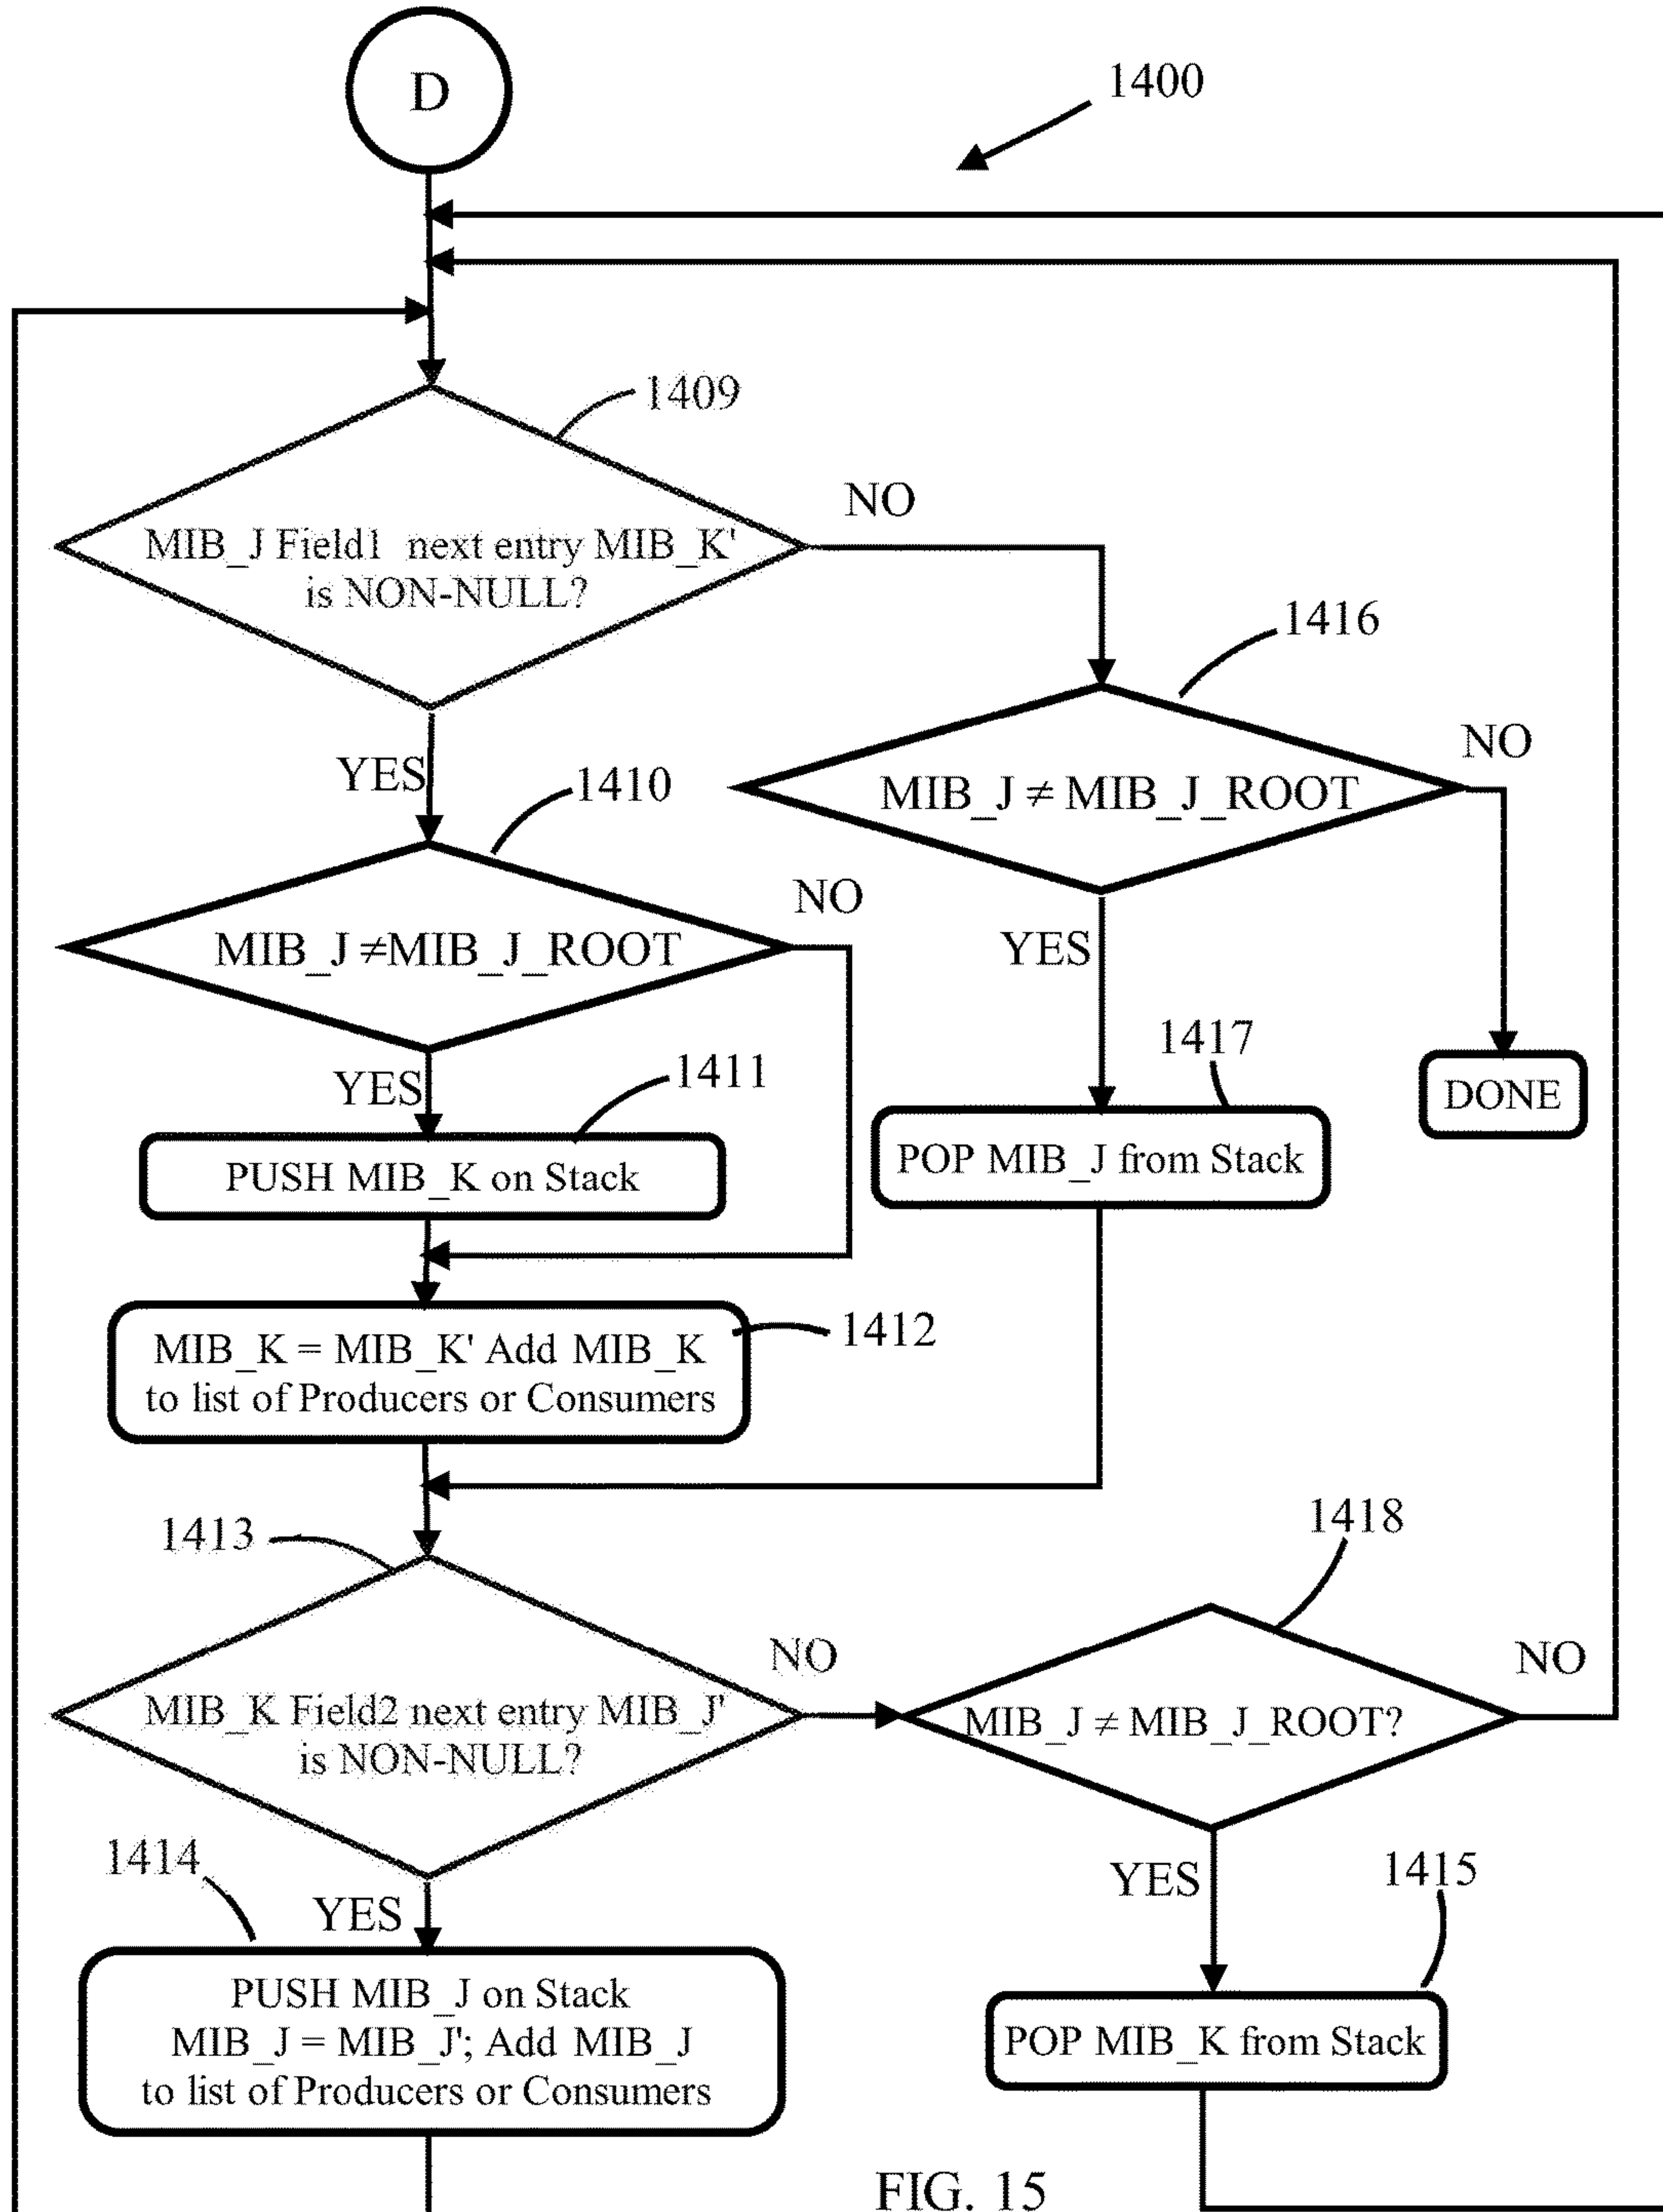 D
1400
1409
NO
MIB_J Field1 next entry MIB_K'
is NON-NULL?
1416
YES
1410
NO
MIB_J ≠ MIB_J_ROOT
NO
MIB_J ≠MIB_J_ROOT
YES
1417
YES
1411
DONE
PUSH MIB_K on Stack
POP MIB_J from Stack
MIB_K = MIB_K' Add MIB_K
to list of Producers or Consumers
1412
1413
1418
NO
NO
MIB_K Field2 next entry MIB_J'
is NON-NULL?
MIB_J ≠ MIB_J_ROOT?
1414
YES
YES
1415
PUSH MIB_J on Stack
MIB_J = MIB_J'; Add MIB_J
to list of Producers or Consumers
POP MIB_K from Stack
FIG. 15